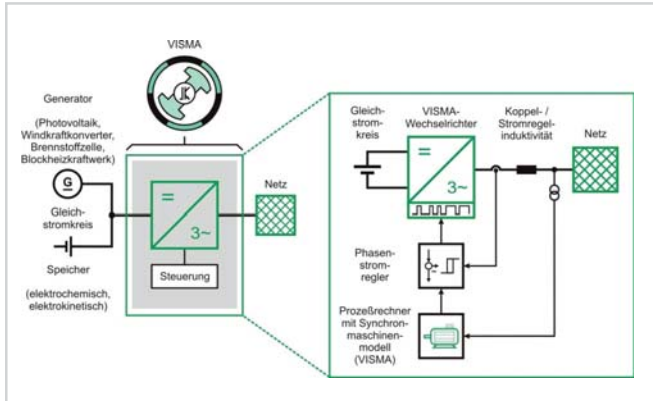 VISMA
Generator
(Photovoltaik,
Windkraftkonverter,
Brennstoffzelle,
Blockheizkraftwerk)
G
Gleich-
stromkreis
Speicher
(elektrochemisch,
elektrokinetisch)
=
3~
Steuerung
Netz
Gleich-
strom-
kreis
VISMA-
Wechselrichter
=
3~
Koppel- /
Stromregel-
induktivität
Netz
Phasen-
strom-
regler
Prozeßrechner
mit Synchron-
maschinen-
modell
(VISMA)